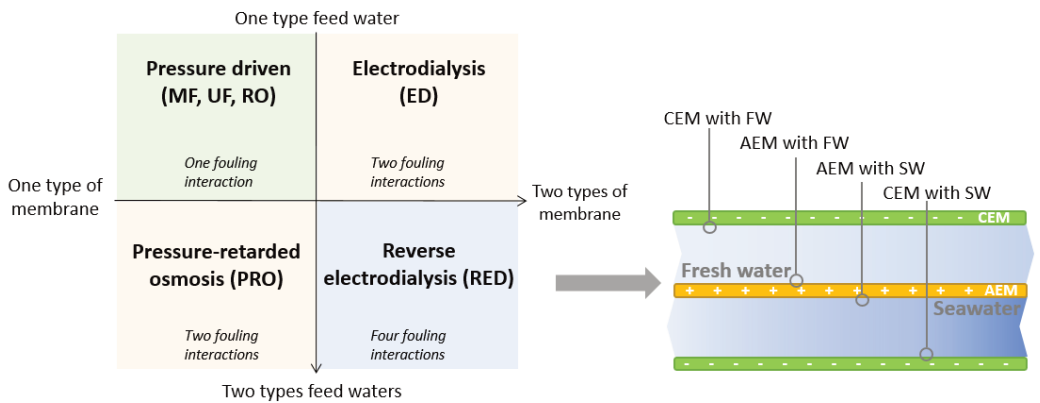 One type feed water
Pressure driven
(MF, UF, RO)
One fouling
interaction
Electrodialysis
(ED)
Two fouling
interactions
One type of
membrane
Two types of
membrane
Pressure-retarded
osmosis (PRO)
Two fouling
interactions
Reverse
electrodialysis (RED)
Four fouling
interactions
Two types feed waters
CEM with FW
AEM with FW
AEM with SW
CEM with SW
- - - - - - - - - - - - CEM
Fresh water
+ + + + + + + + + + AEM
Seawater
- - - - - - - - - - - -